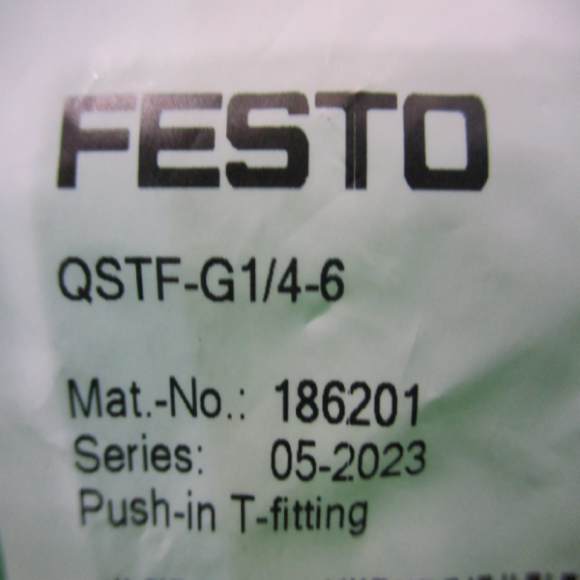 FESTO
QSTF-G1/4-6
Mat.-No.: 186201
Series: 05-2023
Push-in T-fitting